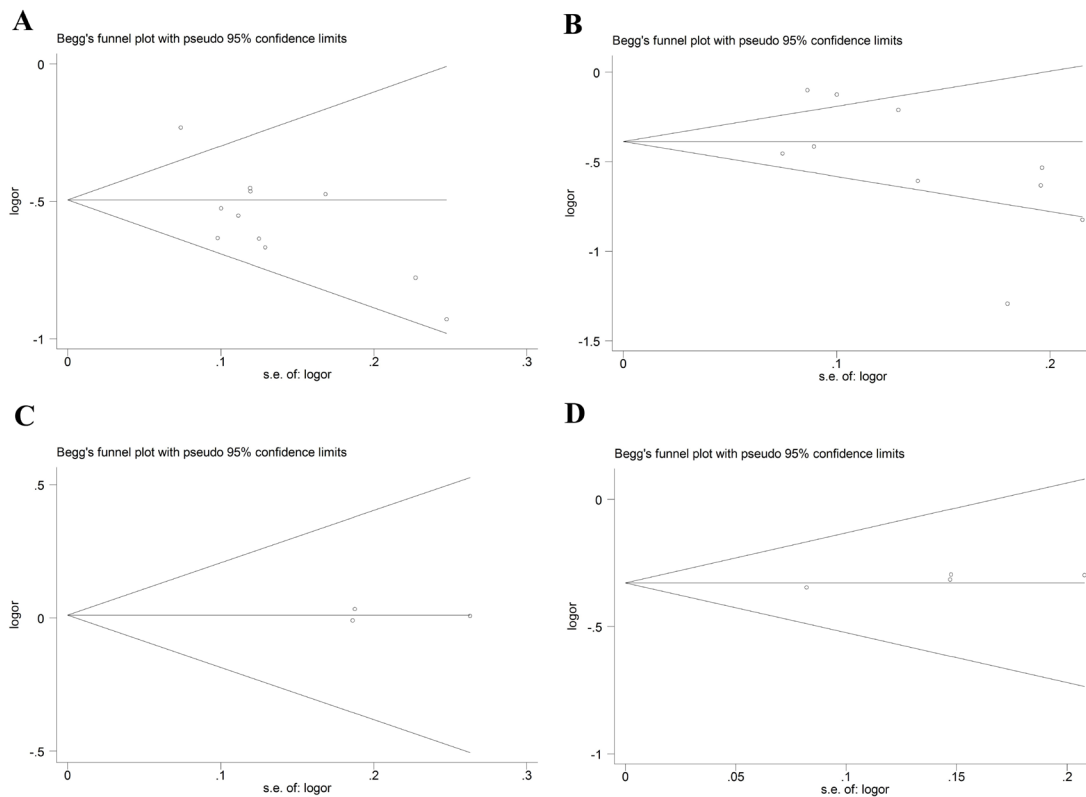 A
Begg's funnel plot with pseudo 95% confidence limits
0
-.5
-1
logor
0 .1 .2 .3
s.e. of: logor
B
Begg's funnel plot with pseudo 95% confidence limits
0
-.5
-1
-1.5
logor
0 .1 .2
s.e. of: logor
C
Begg's funnel plot with pseudo 95% confidence limits
.5
0
-.5
logor
0 .1 .2 .3
s.e. of: logor
D
Begg's funnel plot with pseudo 95% confidence limits
0
-.5
-1
logor
0 .05 .1 .15 .2
s.e. of: logor